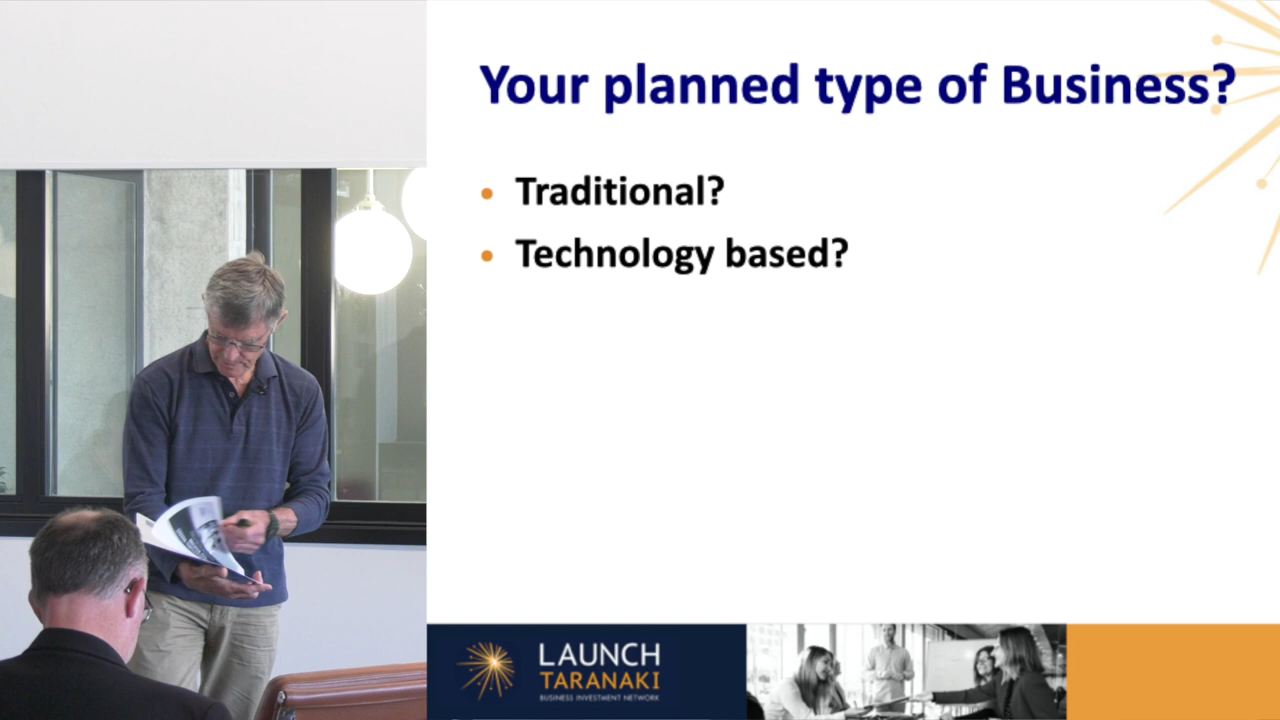 Your planned type of Business?
• Traditional?
• Technology based?
LAUNCH
TARANAKI
BUSINESS INVESTMENT NETWORK